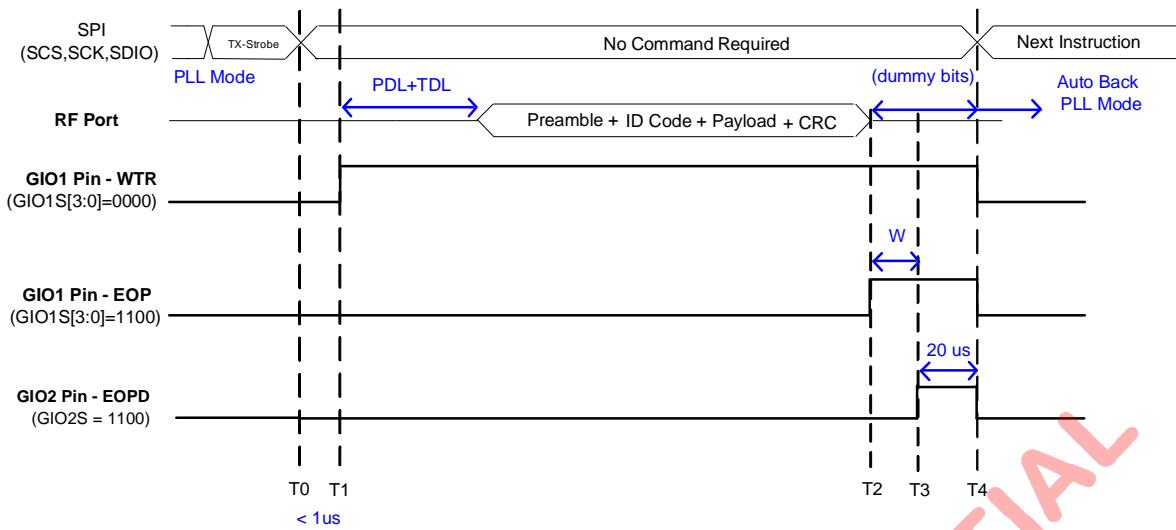 SPI
(SCS,SCK,SDIO)
TX-Strobe
No Command Required
Next Instruction
PLL Mode
PDL+TDL
(dummy bits)
Auto Back
PLL Mode
RF Port
Preamble + ID Code + Payload + CRC
GIO1 Pin - WTR
(GIO1S[3:0]=0000)
W
GIO1 Pin - EOP
(GIO1S[3:0]=1100)
20 us
GIO2 Pin - EOPD
(GIO2S = 1100)
T0
T1
T2
T3
T4
< 1us
TIAL